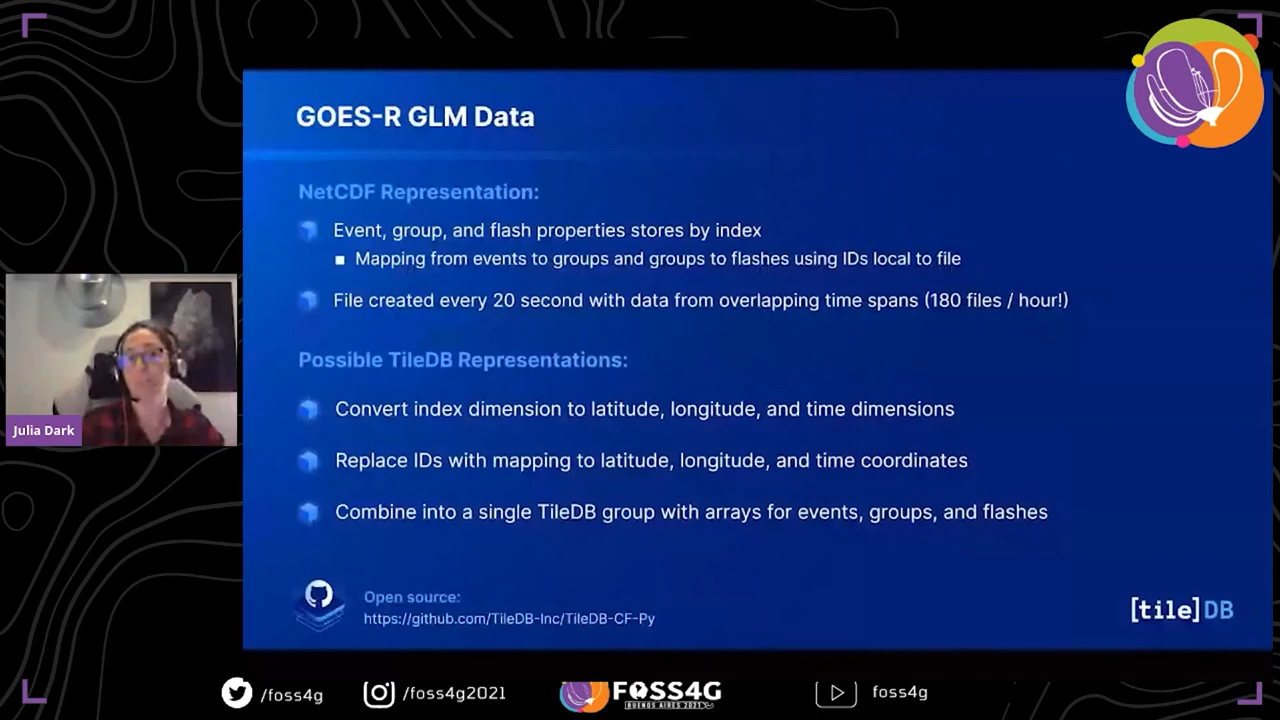 GOES-R GLM Data
NetCDF Representation:
Event, group, and flash properties stores by index
Mapping from events to groups and groups to flashes using IDs local to file
File created every 20 second with data from overlapping time spans (180 files / hour!)
Possible TileDB Representations:
Convert index dimension to latitude, longitude, and time dimensions
Replace IDs with mapping to latitude, longitude, and time coordinates
Combine into a single TileDB group with arrays for events, groups, and flashes
Open source:
https://github.com/TileDB-Inc/TileDB-CF-Py
[tile]DB
Julia Dark
/foss4g
/foss4g2021
FOSS4G
BUENOS AIRES 2021
foss4g